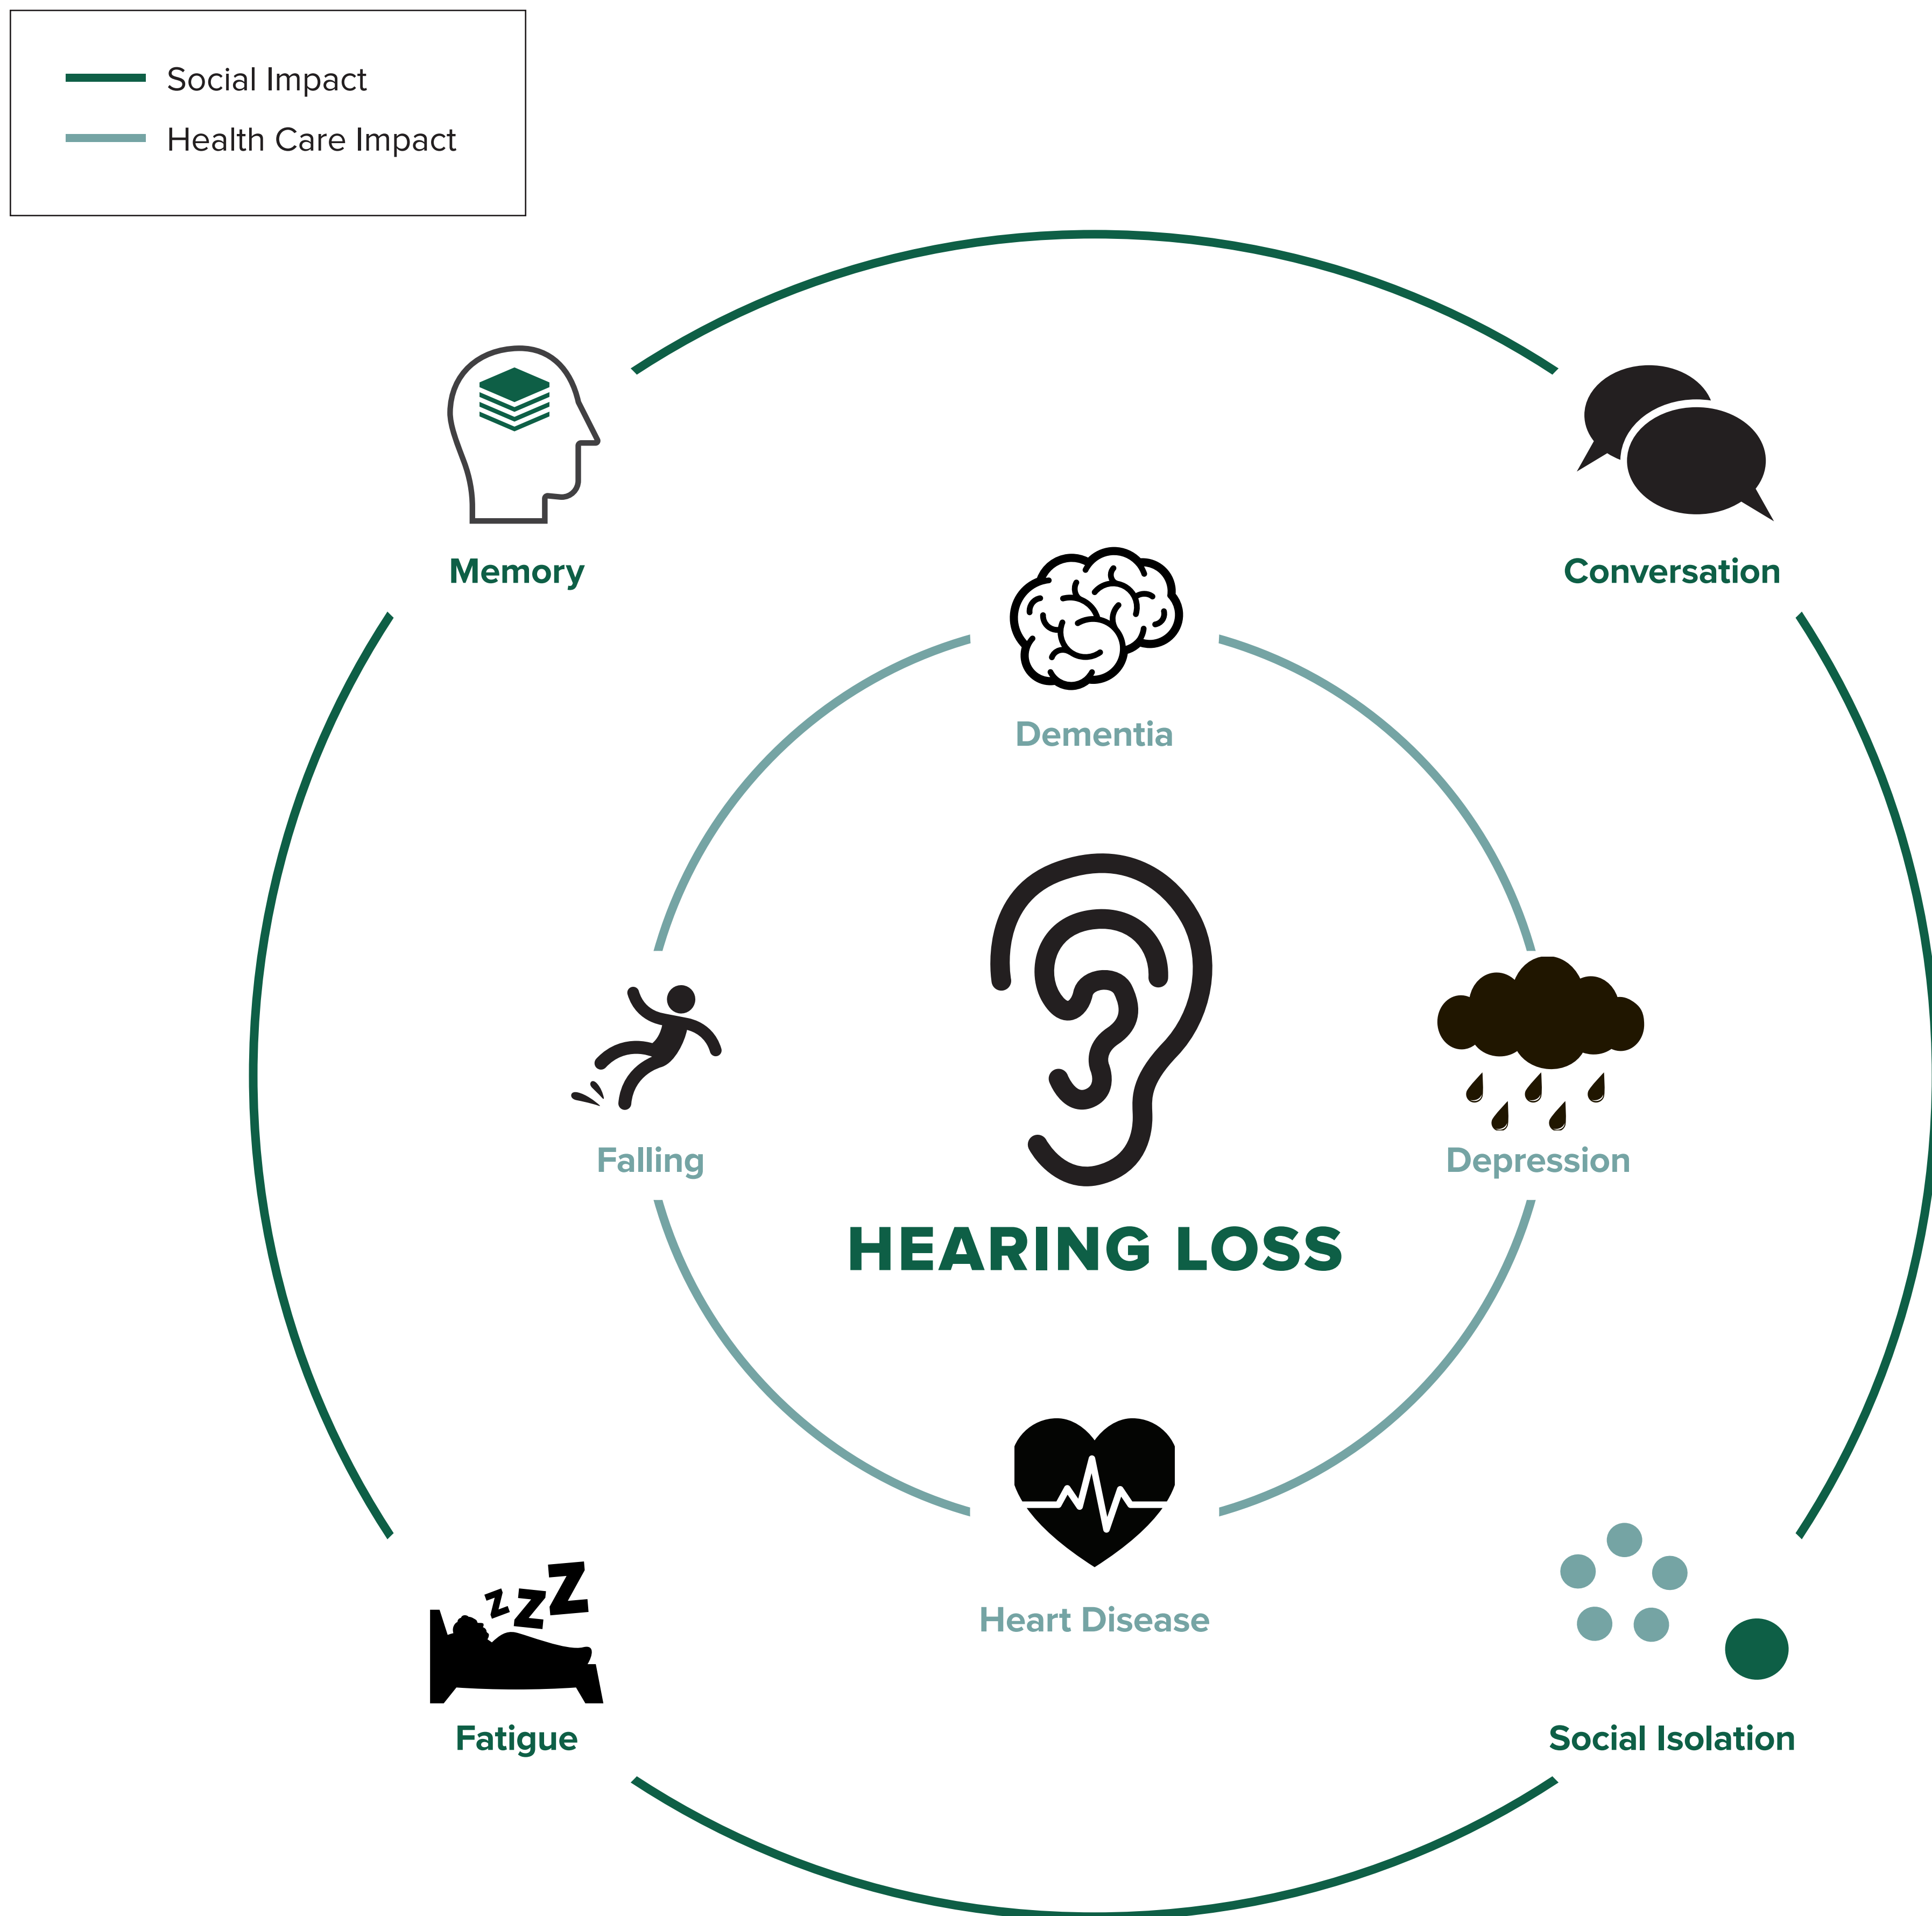 Social Impact
Health Care Impact
Memory
Conversation
Dementia
Falling
Depression
HEARING LOSS
Heart Disease
Fatigue
Social Isolation